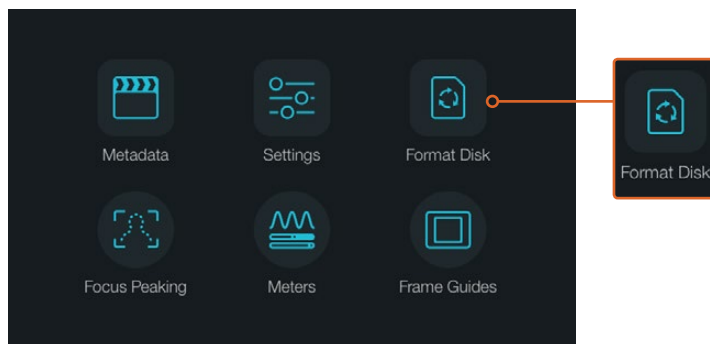 Metadata
Settings
Format Disk
Format Disk
Focus Peaking
Meters
Frame Guides